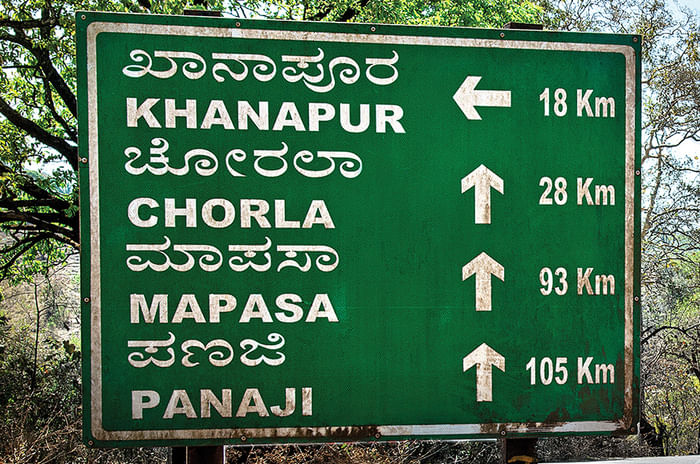 ಖಾನಾಪೂರ
KHANAPUR ← 18 Km
ಚೋರಲಾ
CHORLA ↑ 28 Km
ಮಾಪಸಾ
MAPASA ↑ 93 Km
ಪಣಜಿ
PANAJI ↑ 105 Km